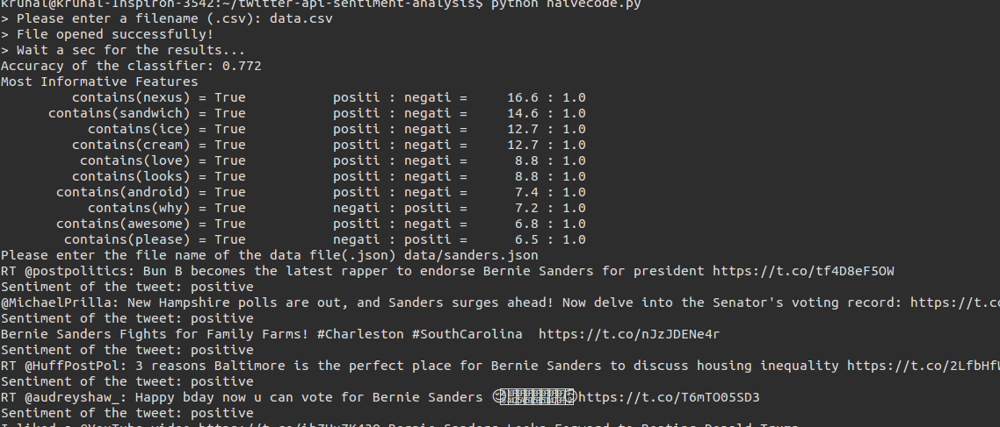 krunal@krunal-Inspiron-3542:~/twitter-api-sentiment-analysis$ python naivecode.py
> Please enter a filename (.csv): data.csv
> File opened successfully!
> Wait a sec for the results...
Accuracy of the classifier: 0.772
Most Informative Features
contains(nexus) = True positi : negati = 16.6 : 1.0
contains(sandwich) = True positi : negati = 14.6 : 1.0
contains(ice) = True positi : negati = 12.7 : 1.0
contains(cream) = True positi : negati = 12.7 : 1.0
contains(love) = True positi : negati = 8.8 : 1.0
contains(looks) = True positi : negati = 8.8 : 1.0
contains(android) = True positi : negati = 7.4 : 1.0
contains(why) = True negati : positi = 7.2 : 1.0
contains(awesome) = True positi : negati = 6.8 : 1.0
contains(please) = True negati : positi = 6.5 : 1.0
Please enter the file name of the data file(.json) data/sanders.json
RT @postpolitics: Bun B becomes the latest rapper to endorse Bernie Sanders for president https://t.co/tf4D8eF5OW
Sentiment of the tweet: positive
@MichaelPrilla: New Hampshire polls are out, and Sanders surges ahead! Now delve into the Senator's voting record: https://t.c
Sentiment of the tweet: positive
Bernie Sanders Fights for Family Farms! #Charleston #SouthCarolina https://t.co/nJzJDENe4r
Sentiment of the tweet: positive
RT @HuffPostPol: 3 reasons Baltimore is the perfect place for Bernie Sanders to discuss housing inequality https://t.co/2LfbHf
Sentiment of the tweet: positive
RT @audreyshaw_: Happy bday now u can vote for Bernie Sanders https://t.co/T6mTO05SD3
Sentiment of the tweet: positive
I liked a @YouTube video Bernie Sanders Looks Forward to Donald Trump